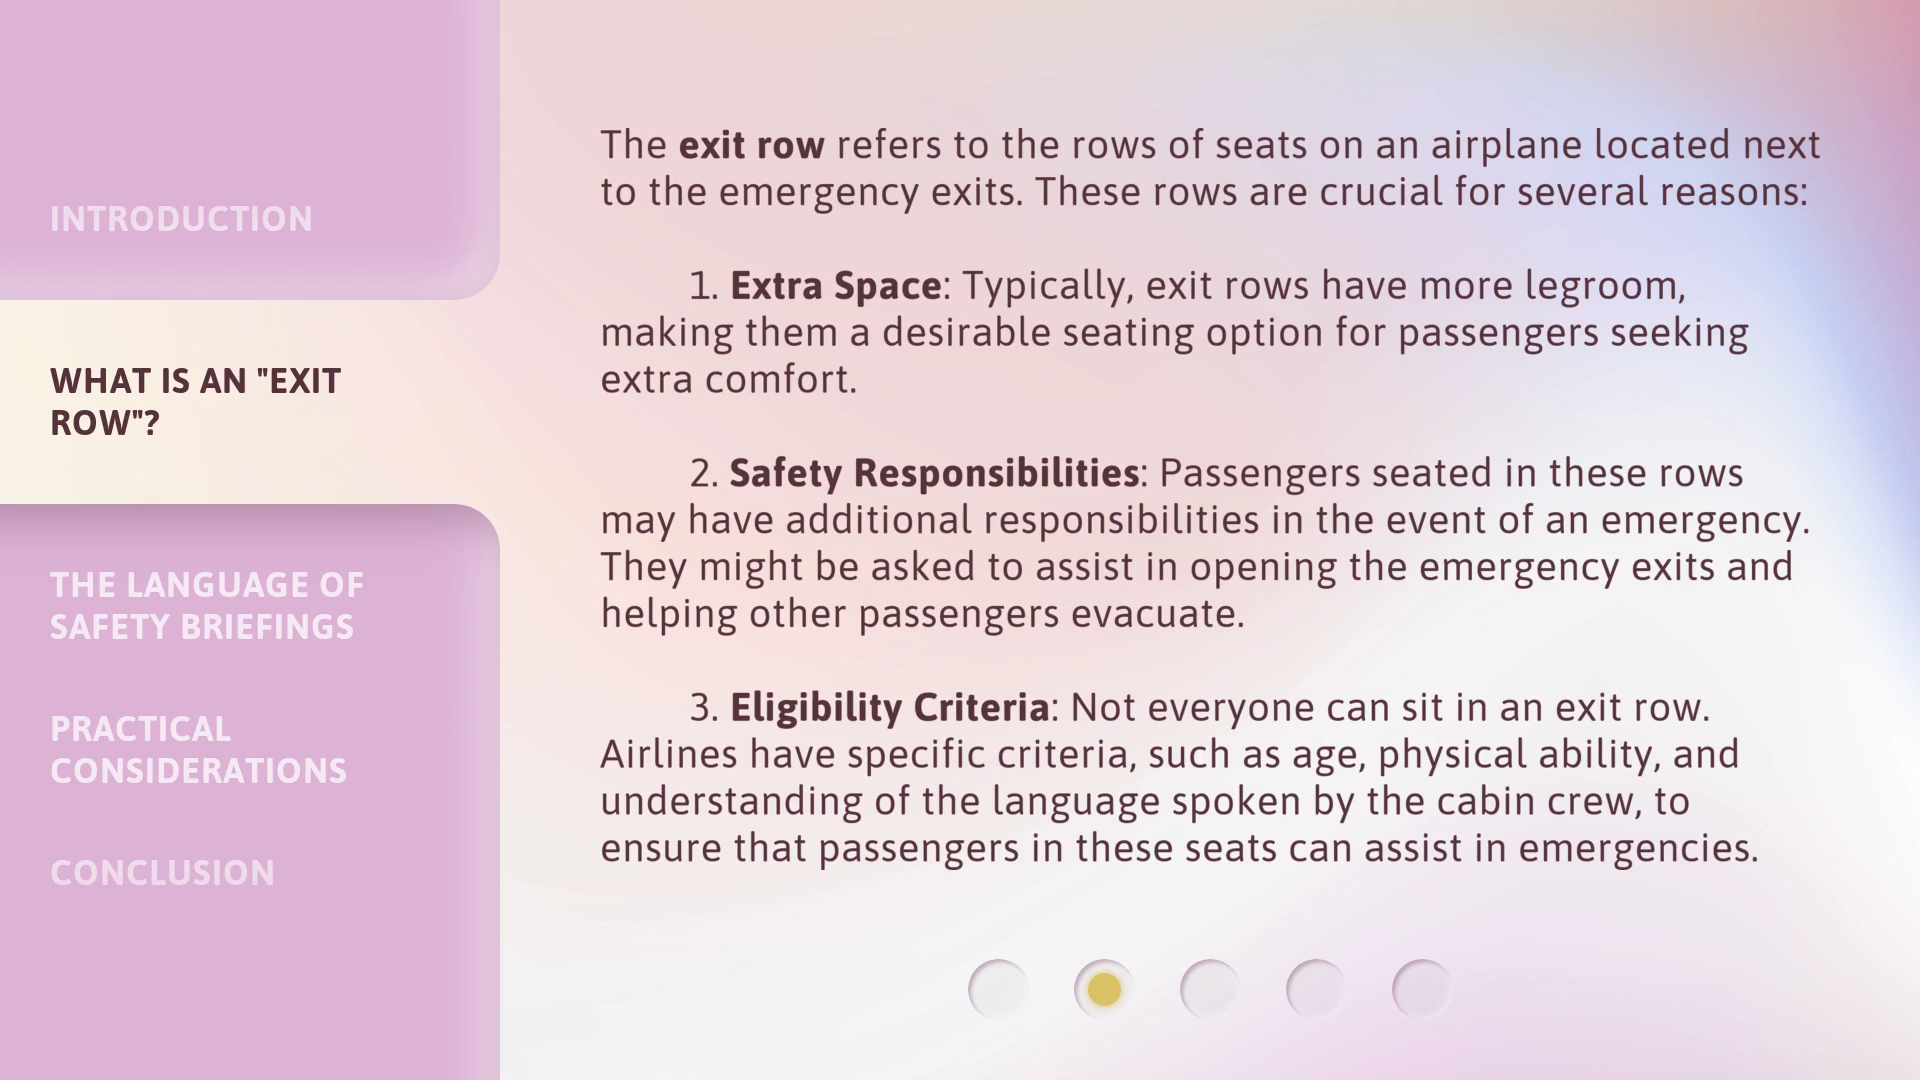 INTRODUCTION
WHAT IS AN "EXIT
ROW"?
THE LANGUAGE OF
SAFETY BRIEFINGS
PRACTICAL
CONSIDERATIONS
CONCLUSION
The exit row refers to the rows of seats on an airplane located next
to the emergency exits. These rows are crucial for several reasons:
1. Extra Space: Typically, exit rows have more legroom,
making them a desirable seating option for passengers seeking
extra comfort.
2. Safety Responsibilities: Passengers seated in these rows
may have additional responsibilities in the event of an emergency.
They might be asked to assist in opening the emergency exits and
helping other passengers evacuate.
3. Eligibility Criteria: Not everyone can sit in an exit row.
Airlines have specific criteria, such as age, physical ability, and
understanding of the language spoken by the cabin crew, to
ensure that passengers in these seats can assist in emergencies.